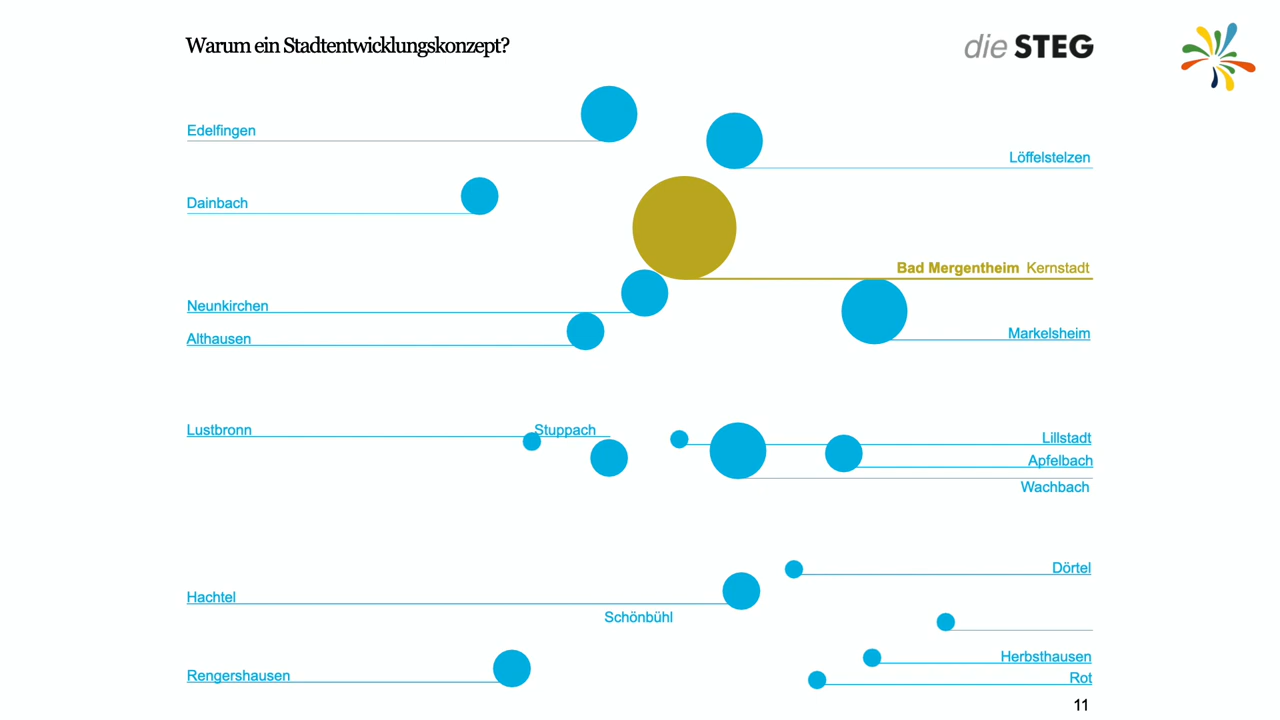 Warum ein Stadtentwicklungskonzept?
die STEG
Edelfingen
Löffelstelzen
Dainbach
Bad Mergentheim Kernstadt
Neunkirchen
Markelsheim
Althausen
Lustbronn
Stuppach
Lillstadt
Apfelbach
Wachbach
Dörtel
Hachtel
Schönbühl
Herbsthausen
Rengershausen
Rot
11